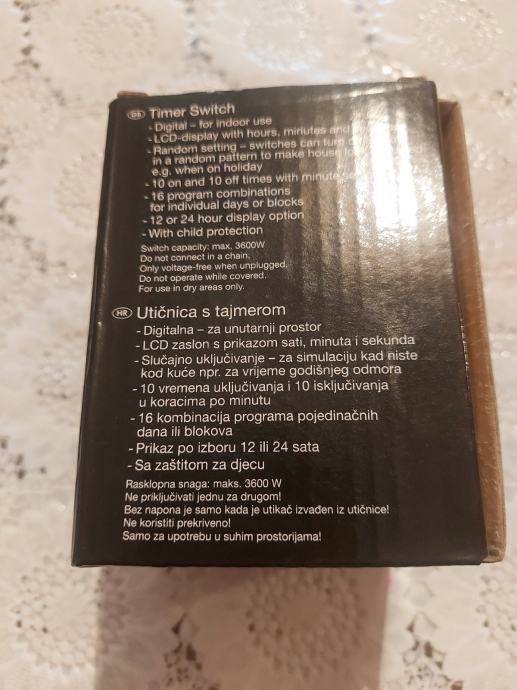 GB Timer Switch
- Digital – for indoor use
- LCD-display with hours, minutes and
- Random setting – switches can turn
in a random pattern to make house
e.g. when on holiday
- 10 on and 10 off times with minute
- 16 program combinations
for individual days or blocks
- 12 or 24 hour display option
- With child protection
Switch capacity: max. 3600W
Do not connect in a chain.
Only voltage-free when unplugged.
Do not operate while covered.
For use in dry areas only.
HR Utičnica s tajmerom
- Digitalna – za unutarnji prostor
- LCD zaslon s prikazom sati, minuta i sekunda
- Slučajno uključivanje – za simulaciju kad niste
kod kuće npr. za vrijeme godišnjeg odmora
- 10 vremena uključivanja i 10 isključivanja
u koracima po minutu
- 16 kombinacija programa pojedinačnih
dana ili blokova
- Prikaz po izboru 12 ili 24 sata
- Sa zaštitom za djecu
Rasklopna snaga: maks. 3600 W
Ne priključivati jednu za drugom!
Bez napona je samo kada je utikač izvađen iz utičnice!
Ne koristiti prekriveno!
Samo za upotrebu u suhim prostorijama!